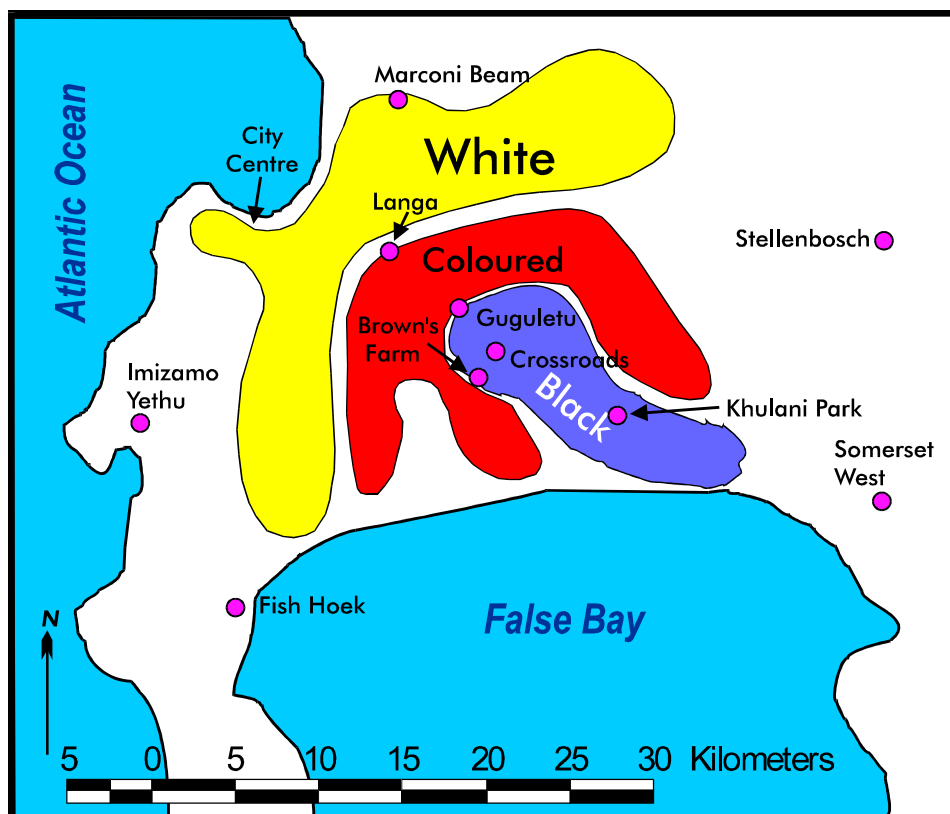 Marconi Beam
City
Centre
White
Atlantic Ocean
Langa
Stellenbosch
Coloured
Brown's
Farm
Guguletu
Crossroads
Imizamo
Yethu
Black
Khulani Park
Somerset
West
Fish Hoek
False Bay
N
5 0 5 10 15 20 25 30 Kilometers